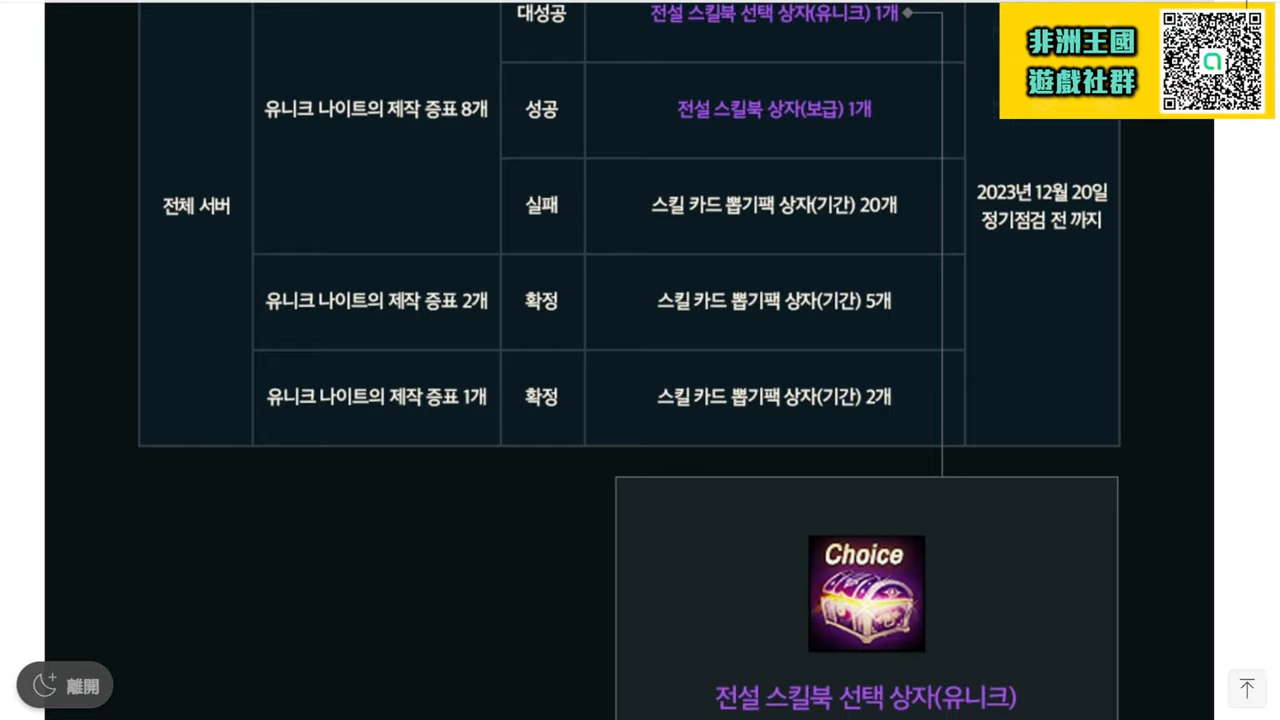 대성공
전설 스킬북 선택 상자(유니크) 1개
非洲王國
遊戲社群
유니크 나이트의 제작 증표 8개
성공
전설 스킬북 상자(보급) 1개
전체 서버
실패
스킬 카드 뽑기팩 상자(기간) 20개
2023년 12월 20일
정기점검 전 까지
유니크 나이트의 제작 증표 2개
확정
스킬 카드 뽑기팩 상자(기간) 5개
유니크 나이트의 제작 증표 1개
확정
스킬 카드 뽑기팩 상자(기간) 2개
Choice
離開
전설 스킬북 선택 상자(유니크)